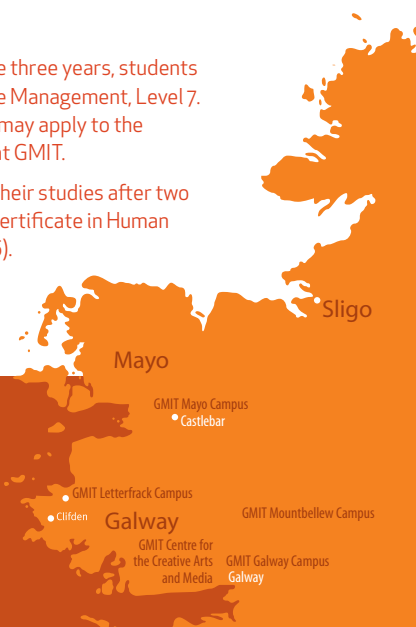 e three years, students
e Management, Level 7.
may apply to the
at GMIT.
heir studies after two
ertificate in Human
6).
Sligo
Mayo
GMIT Mayo Campus
Castlebar
GMIT Letterfrack Campus
Clifden
Galway
GMIT Mountbellew Campus
GMIT Centre for
the Creative Arts
and Media
GMIT Galway Campus
Galway